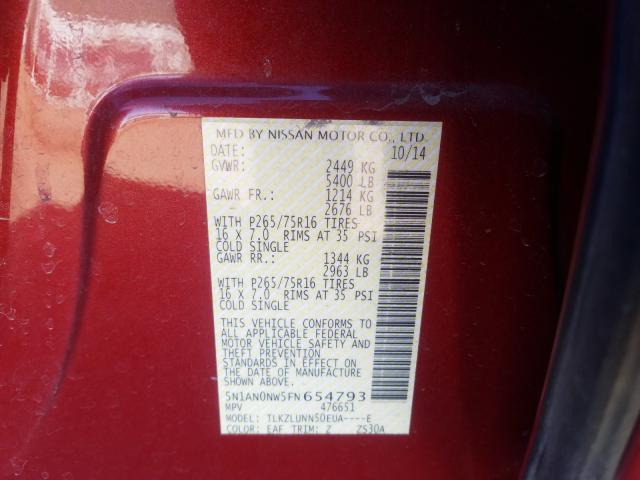 MFD BY NISSAN MOTOR CO., LTD.
DATE: 10/14
GVWR: 2449 KG
5400 LB
GAWR FR.: 1214 KG
2676 LB
WITH P265/75R16 TIRES
16 X 7.0 RIMS AT 35 PSI
COLD SINGLE
GAWR RR.: 1344 KG
2963 LB
WITH P265/75R16 TIRES
16 X 7.0 RIMS AT 35 PSI
COLD SINGLE
THIS VEHICLE CONFORMS TO
ALL APPLICABLE FEDERAL
MOTOR VEHICLE SAFETY AND
THEFT PREVENTION
STANDARDS IN EFFECT ON
THE DATE OF MANUFACTURE
SHOWN ABOVE.
5N1AN0NW5FN654793
MPV 476651
MODEL: TLKZLUNN50EUA----E
COLOR: EAF TRIM: Z ZS30A